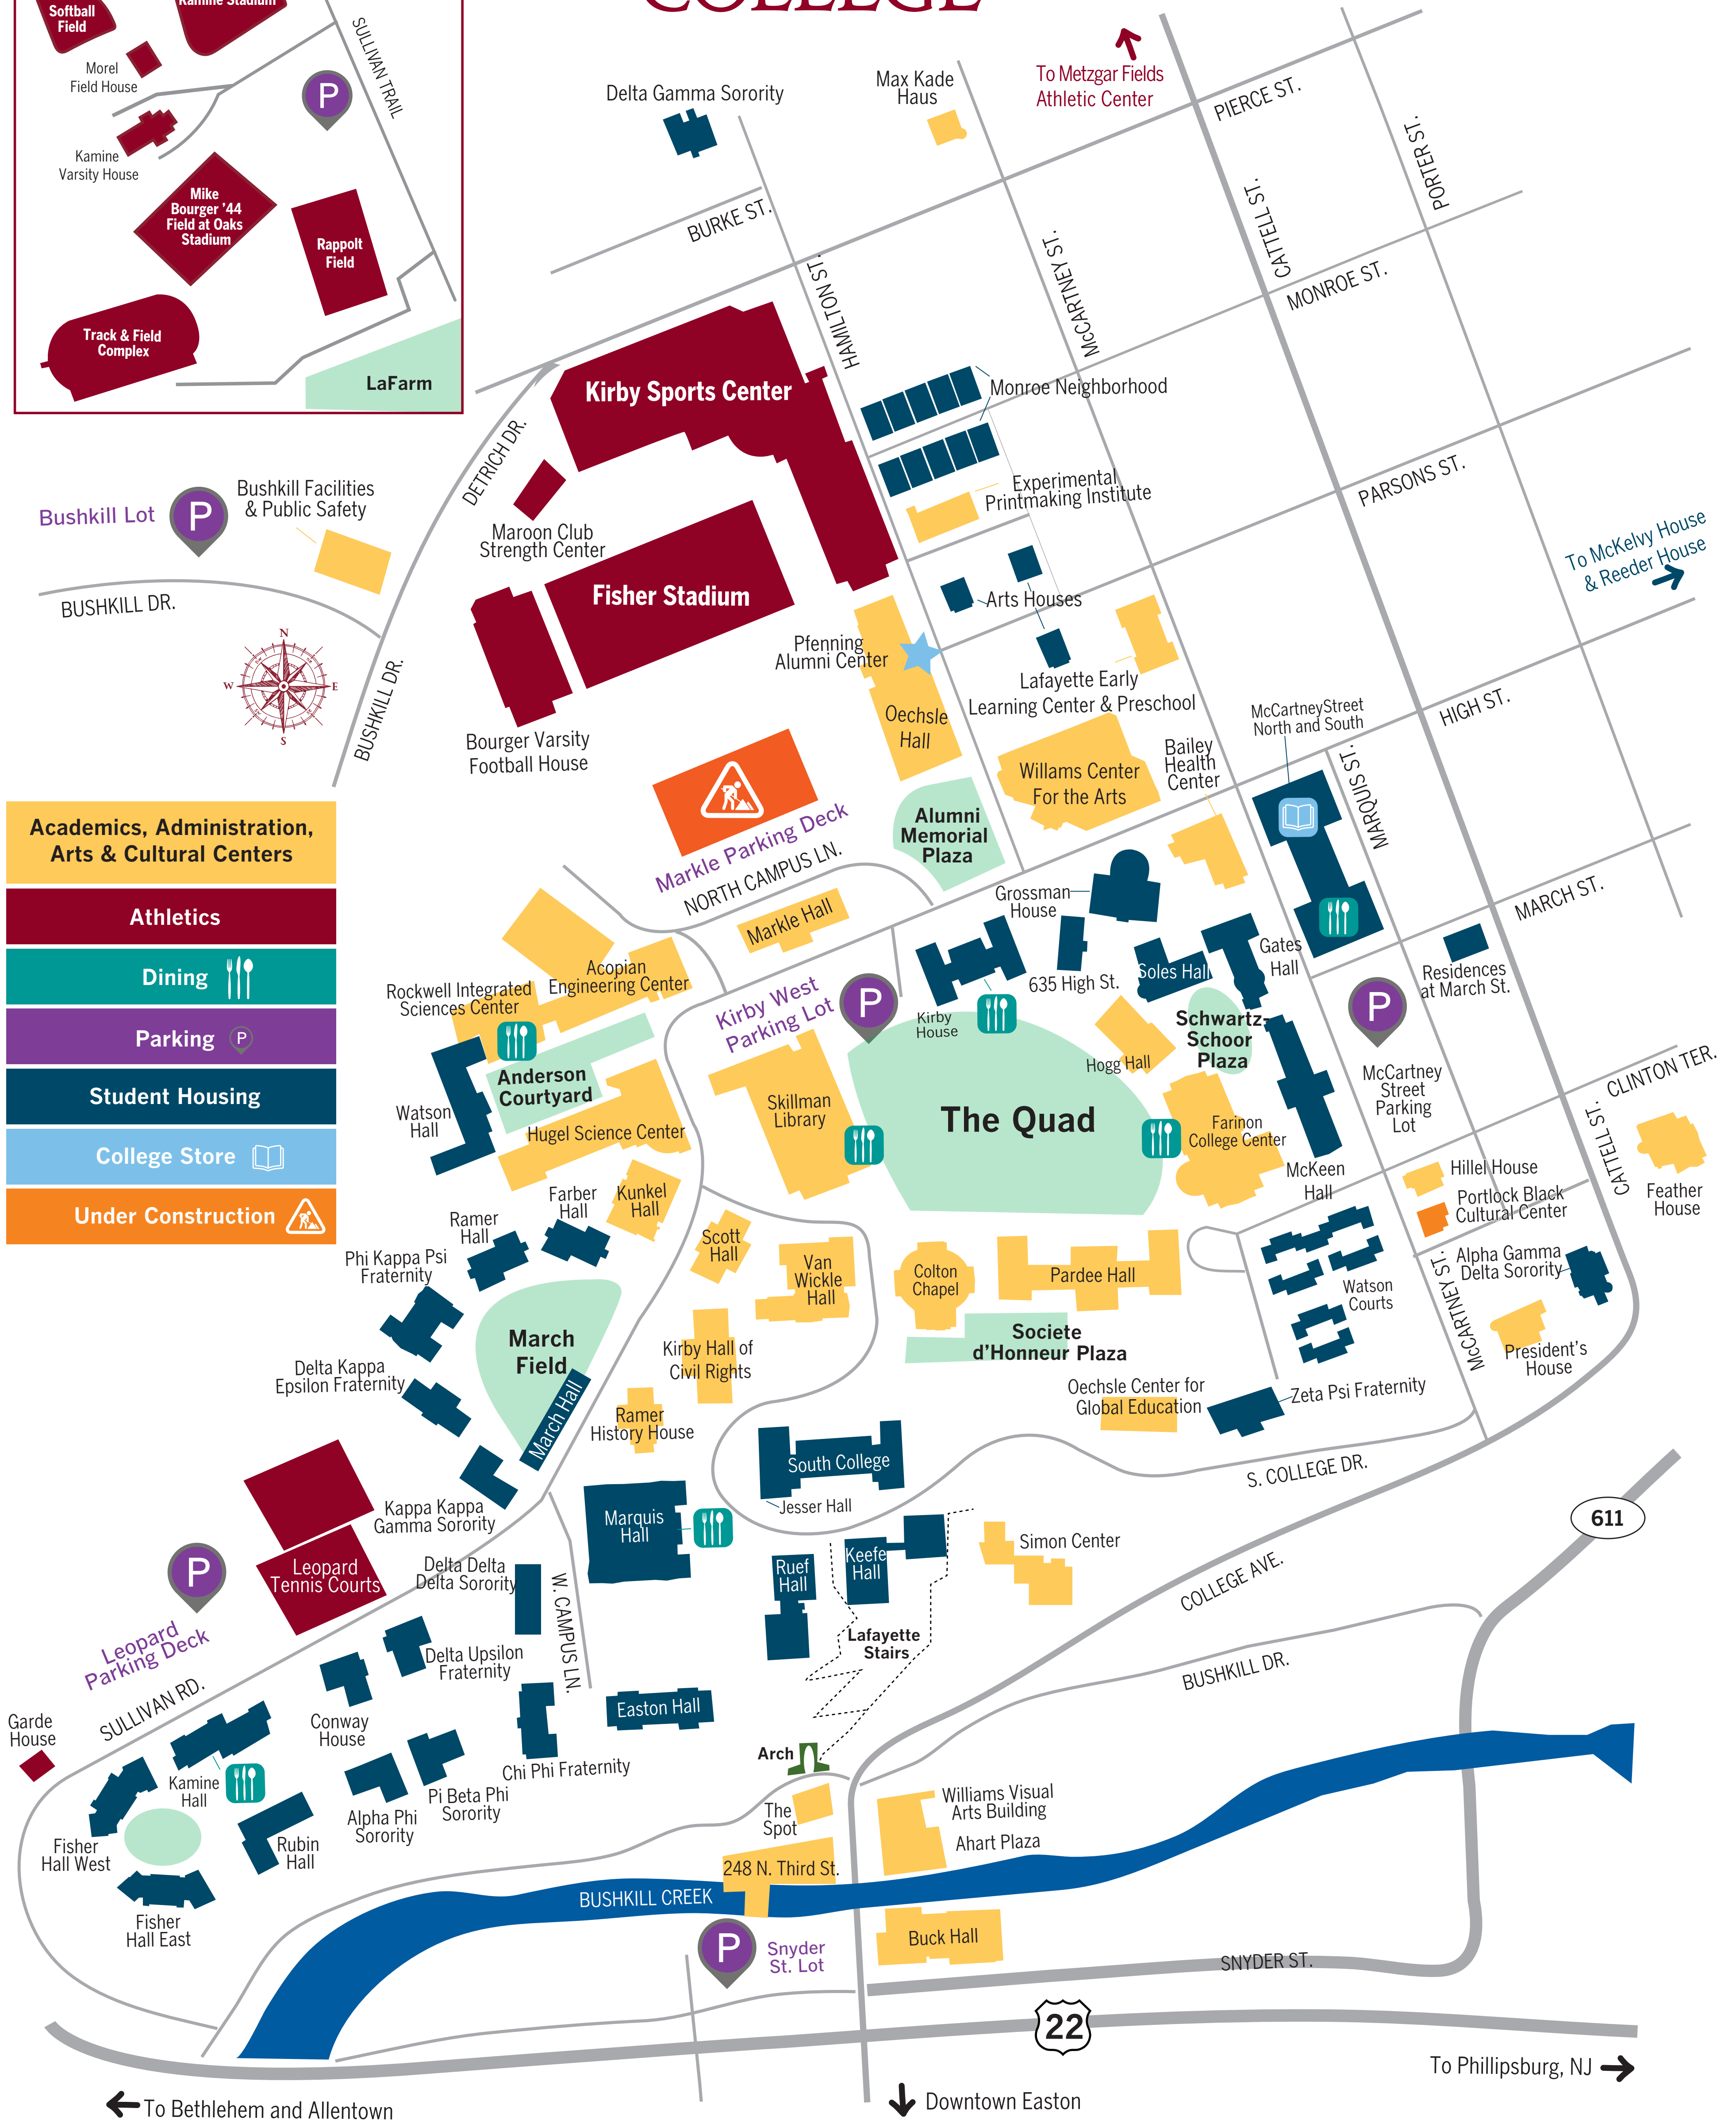 COLLEGE
Softball
Field
Kamine Stadium
Morel
Field House
SULLIVAN TRAIL
P
Kamine
Varsity House
Mike
Bourger '44
Field at Oaks
Stadium
Rappolt
Field
Track & Field
Complex
LaFarm
Delta Gamma Sorority
Max Kade
Haus
To Metzgar Fields
Athletic Center
PIERCE ST.
PORTER ST.
CATTELL ST.
BURKE ST.
HAMILTON ST.
McCARTNEY ST.
MONROE ST.
Kirby Sports Center
Monroe Neighborhood
DETRICH DR.
Experimental
Printmaking Institute
PARSONS ST.
Bushkill Lot
P
Bushkill Facilities
& Public Safety
Maroon Club
Strength Center
To McKelvy House
& Reeder House
BUSHKILL DR.
Fisher Stadium
Arts Houses
N
W
E
S
BUSHKILL DR.
Pfenning
Alumni Center
Lafayette Early
Learning Center & Preschool
Oechsle
Hall
McCartneyStreet
North and South
HIGH ST.
Bourger Varsity
Football House
Willams Center
For the Arts
Bailey
Health
Center
MARQUIS ST.
Academics, Administration,
Arts & Cultural Centers
Athletics
Dining
Parking
P
Student Housing
College Store
Under Construction
Markle Parking Deck
NORTH CAMPUS LN.
Alumni
Memorial
Plaza
Markle Hall
Grossman
House
MARCH ST.
Acopian
Engineering Center
Rockwell Integrated
Sciences Center
Kirby West
Parking Lot
P
Kirby
House
635 High St.
Soles Hall
Gates
Hall
Residences
at March St.
P
Schwartz-
Schoor
Plaza
Hogg Hall
Anderson
Courtyard
Watson
Hall
Hugel Science Center
Skillman
Library
The Quad
Farinon
College Center
McCartney
Street
Parking
Lot
CLINTON TER.
CATTELL ST.
McKeen
Hall
Hillel House
Portlock Black
Cultural Center
Feather
House
Farber
Hall
Kunkel
Hall
Ramer
Hall
Scott
Hall
Phi Kappa Psi
Fraternity
Van
Wickle
Hall
Colton
Chapel
Pardee Hall
Watson
Courts
Alpha Gamma
Delta Sorority
McCARTNEY ST.
President's
House
March
Field
Societe
d'Honneur Plaza
Kirby Hall of
Civil Rights
Delta Kappa
Epsilon Fraternity
March Hall
Oechsle Center for
Global Education
Zeta Psi Fraternity
Ramer
History House
South College
S. COLLEGE DR.
Jesser Hall
Kappa Kappa
Gamma Sorority
Marquis
Hall
611
Leopard
Tennis Courts
P
Leopard
Parking Deck
Delta Delta
Delta Sorority
W. CAMPUS LN.
Ruef
Hall
Keefe
Hall
Simon Center
COLLEGE AVE.
Lafayette
Stairs
Delta Upsilon
Fraternity
BUSHKILL DR.
SULLIVAN RD.
Garde
House
Conway
House
Easton Hall
Arch
Chi Phi Fraternity
Kamine
Hall
Pi Beta Phi
Sorority
Alpha Phi
Sorority
The
Spot
Williams Visual
Arts Building
Ahart Plaza
Fisher
Hall West
Rubin
Hall
248 N. Third St.
BUSHKILL CREEK
Fisher
Hall East
P
Snyder
St. Lot
Buck Hall
SNYDER ST.
22
To Phillipsburg, NJ
To Bethlehem and Allentown
Downtown Easton